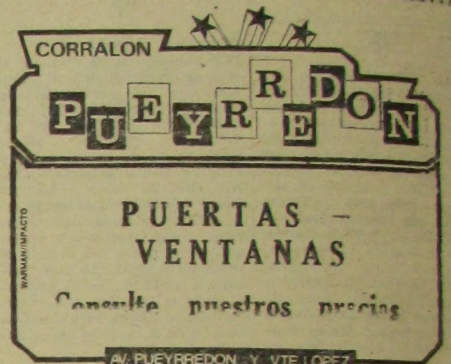 CORRALON
PUEYRREDON
WARMAN/IMPACTO
PUERTAS –
VENTANAS
Consulte nuestros precios
AV. PUEYRREDON Y VTE LOPEZ